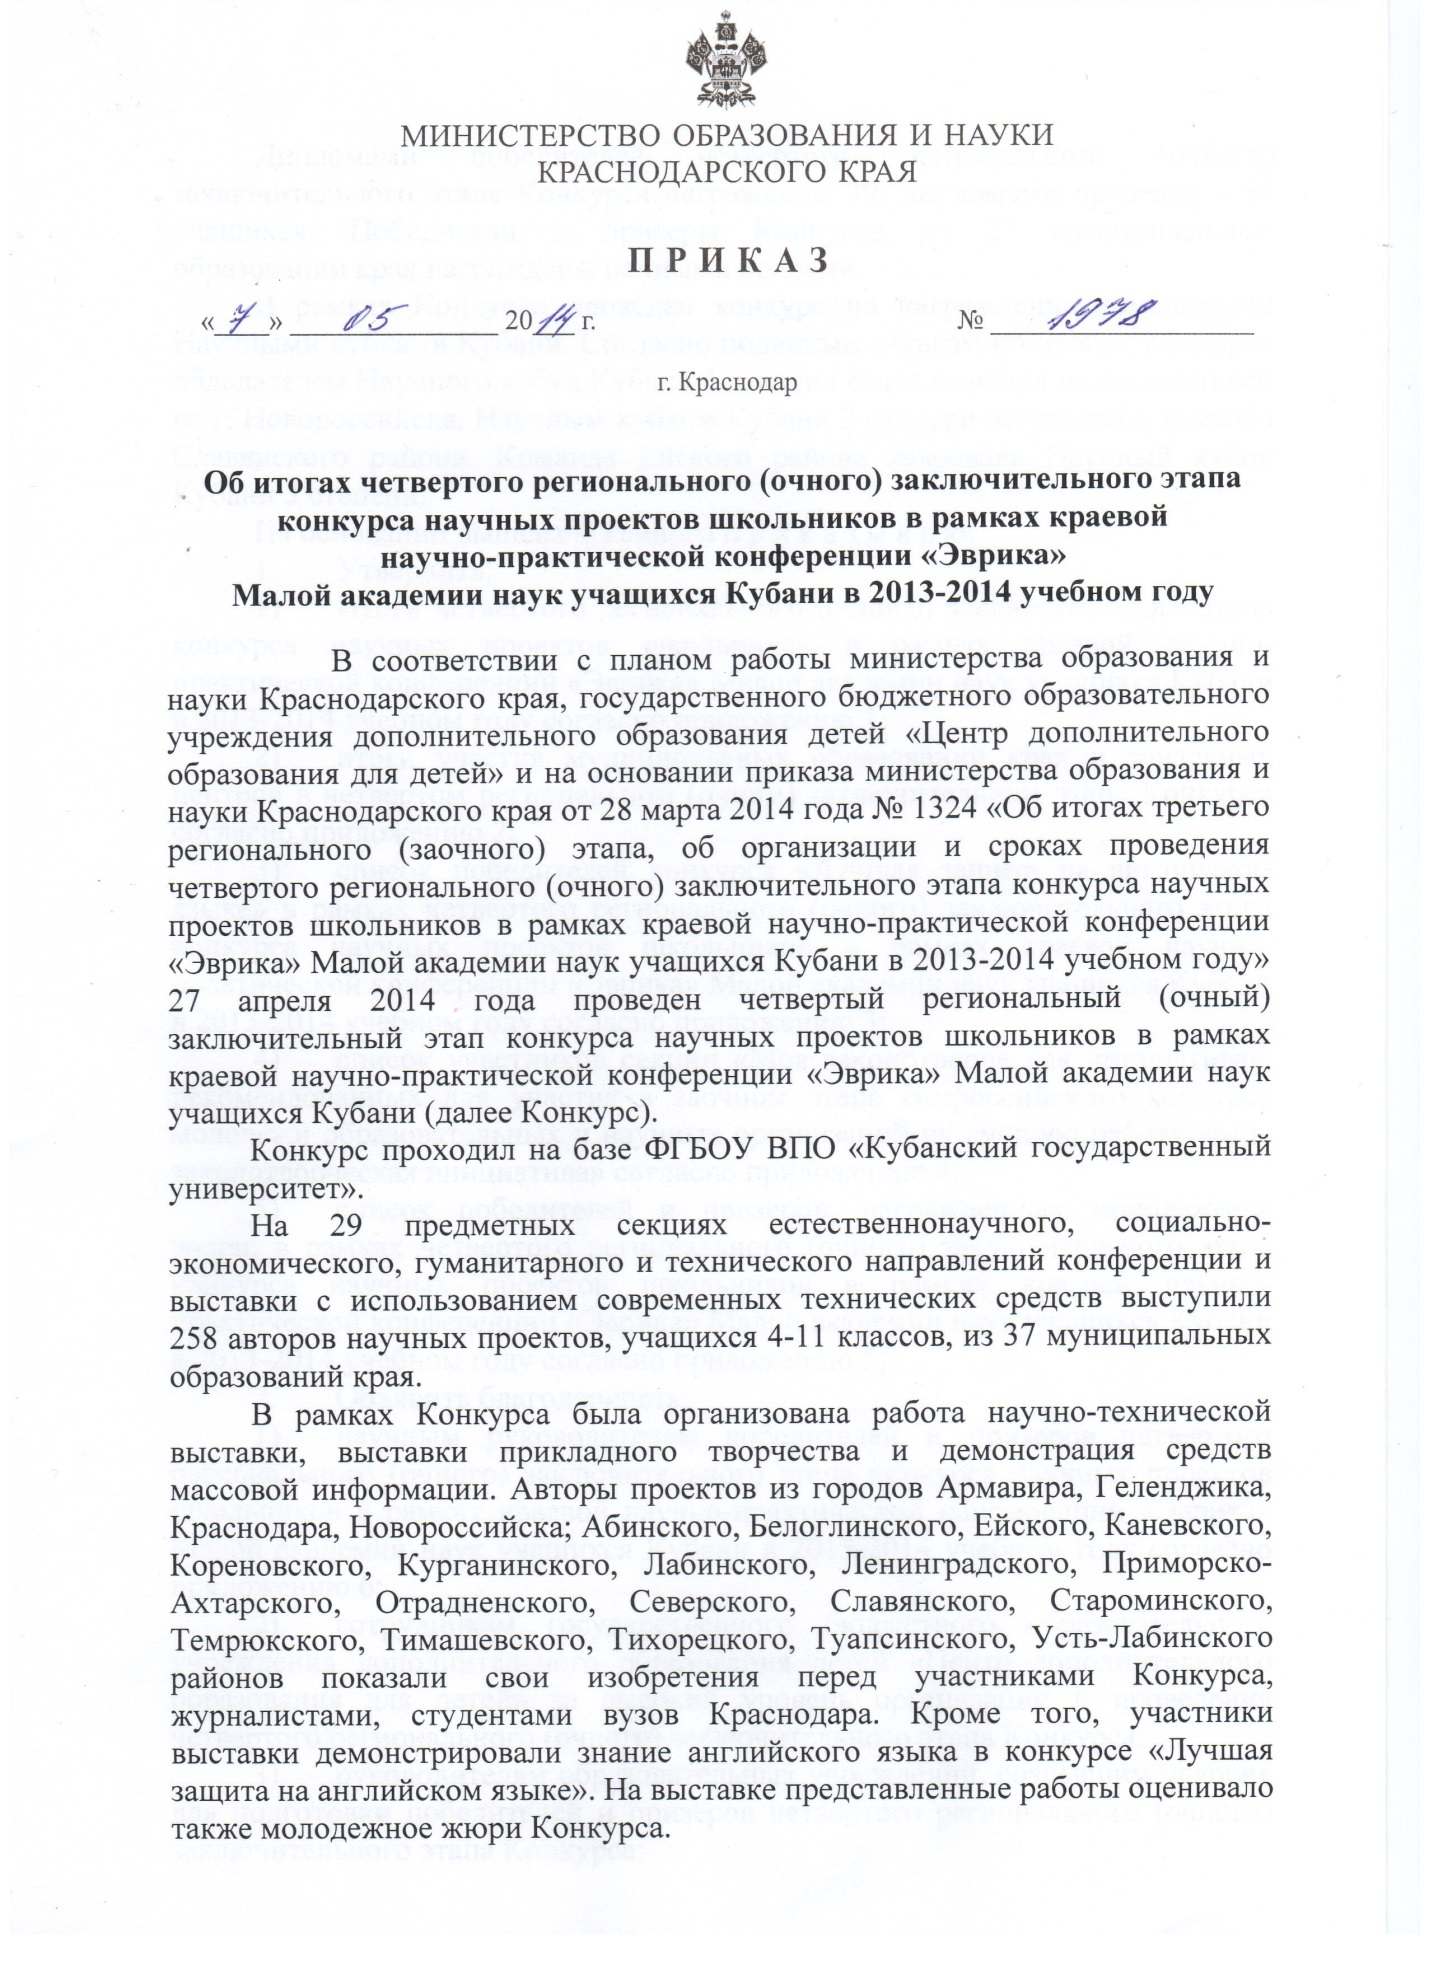 МИНИСТЕРСТВО ОБРАЗОВАНИЯ И НАУКИ
КРАСНОДАРСКОГО КРАЯ
П Р И К А З
« 7 » 05 2014 г. № 1978
г. Краснодар
Об итогах четвертого регионального (очного) заключительного этапа
конкурса научных проектов школьников в рамках краевой
научно-практической конференции «Эврика»
Малой академии наук учащихся Кубани в 2013-2014 учебном году
В соответствии с планом работы министерства образования и
науки Краснодарского края, государственного бюджетного образовательного
учреждения дополнительного образования детей «Центр дополнительного
образования для детей» и на основании приказа министерства образования и
науки Краснодарского края от 28 марта 2014 года № 1324 «Об итогах третьего
регионального (заочного) этапа, об организации и сроках проведения
четвертого регионального (очного) заключительного этапа конкурса научных
проектов школьников в рамках краевой научно-практической конференции
«Эврика» Малой академии наук учащихся Кубани в 2013-2014 учебном году»
27 апреля 2014 года проведен четвертый региональный (очный)
заключительный этап конкурса научных проектов школьников в рамках
краевой научно-практической конференции «Эврика» Малой академии наук
учащихся Кубани (далее Конкурс).
Конкурс проходил на базе ФГБОУ ВПО «Кубанский государственный
университет».
На 29 предметных секциях естественнонаучного, социально-
экономического, гуманитарного и технического направлений конференции и
выставки с использованием современных технических средств выступили
258 авторов научных проектов, учащихся 4-11 классов, из 37 муниципальных
образований края.
В рамках Конкурса была организована работа научно-технической
выставки, выставки прикладного творчества и демонстрация средств
массовой информации. Авторы проектов из городов Армавира, Геленджика,
Краснодара, Новороссийска; Абинского, Белоглинского, Ейского, Каневского,
Кореновского, Курганинского, Лабинского, Ленинградского, Приморско-
Ахтарского, Отрадненского, Северского, Славянского, Староминского,
Темрюкского, Тимашевского, Тихорецкого, Туапсинского, Усть-Лабинского
районов показали свои изобретения перед участниками Конкурса,
журналистами, студентами вузов Краснодара. Кроме того, участники
выставки демонстрировали знание английского языка в конкурсе «Лучшая
защита на английском языке». На выставке представленные работы оценивало
также молодежное жюри Конкурса.